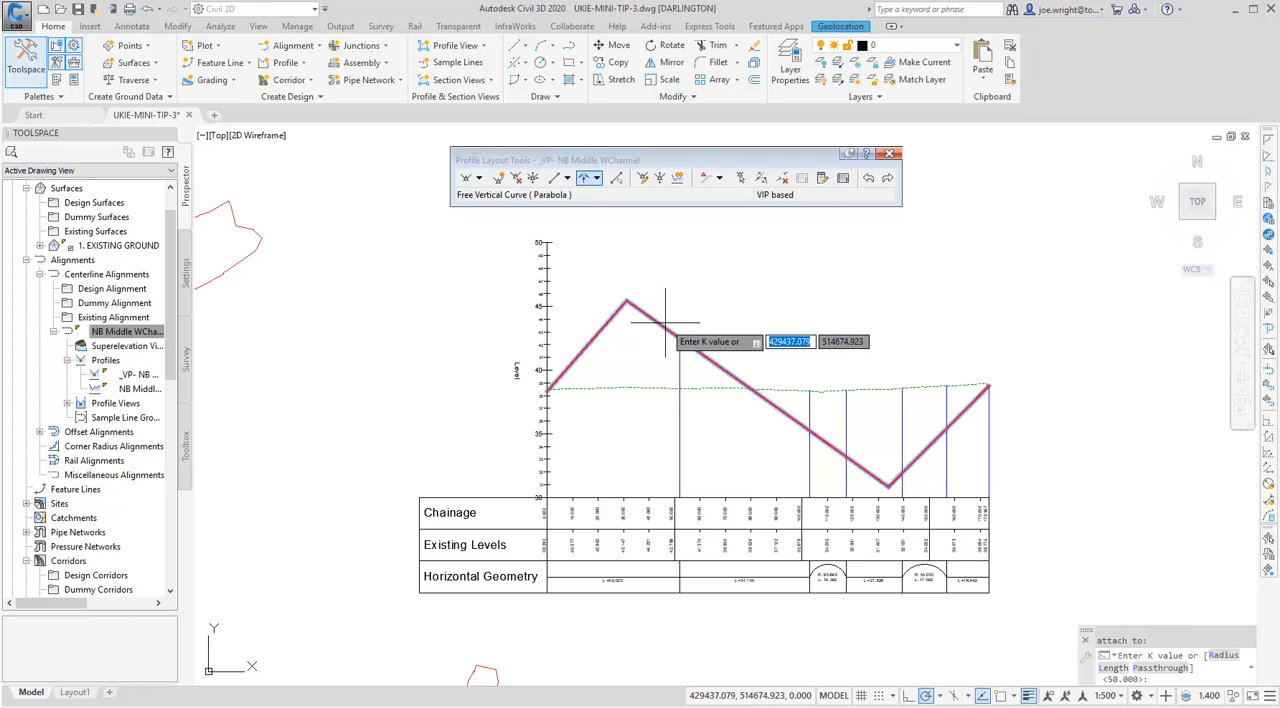 C3D
Civil 3D
Autodesk Civil 3D 2020 UKIE-MINI-TIP-3.dwg [DARLINGTON]
Type a keyword or phrase
joe.wright@to...
Home Insert Annotate Modify Analyze View Manage Output Survey Rail Transparent InfraWorks Collaborate Help Add-ins Express Tools Featured Apps Geolocation
Toolspace
Points Plot Alignment Junctions Profile View Move Rotate Trim
Surfaces Feature Line Profile Assembly Sample Lines Copy Mirror Fillet Make Current
Traverse Grading Corridor Pipe Network Section Views Stretch Scale Array Match Layer
Layer Properties
0
Paste
Palettes Create Ground Data Create Design Profile & Section Views Draw Modify Layers Clipboard
Start UKIE-MINI-TIP-3*
TOOLSPACE
[−][Top][2D Wireframe]
Active Drawing View
Surfaces
Design Surfaces
Dummy Surfaces
Existing Surfaces
1. EXISTING GROUND
Alignments
Centerline Alignments
Design Alignment
Dummy Alignment
Existing Alignment
NB Middle WCha...
Superelevation Vi...
Profiles
_VP- NB ...
NB Middl...
Profile Views
Sample Line Gro...
Offset Alignments
Corner Radius Alignments
Rail Alignments
Miscellaneous Alignments
Feature Lines
Sites
Catchments
Pipe Networks
Pressure Networks
Corridors
Design Corridors
Dummy Corridors
Prospector
Settings
Survey
Toolbox
Profile Layout Tools - _VP- NB Middle WChannel
Free Vertical Curve ( Parabola )
VIP based
N
W TOP E
S
WCS
50
45
40
35
30
Level
Enter K value or 429437.079 514674.923
Chainage
Existing Levels
Horizontal Geometry
Y
X
attach to:
Enter K value or [Radius
Length Passthrough]
<50.000>:
Model Layout1 +
429437.079, 514674.923, 0.000 MODEL 1:500 1.400